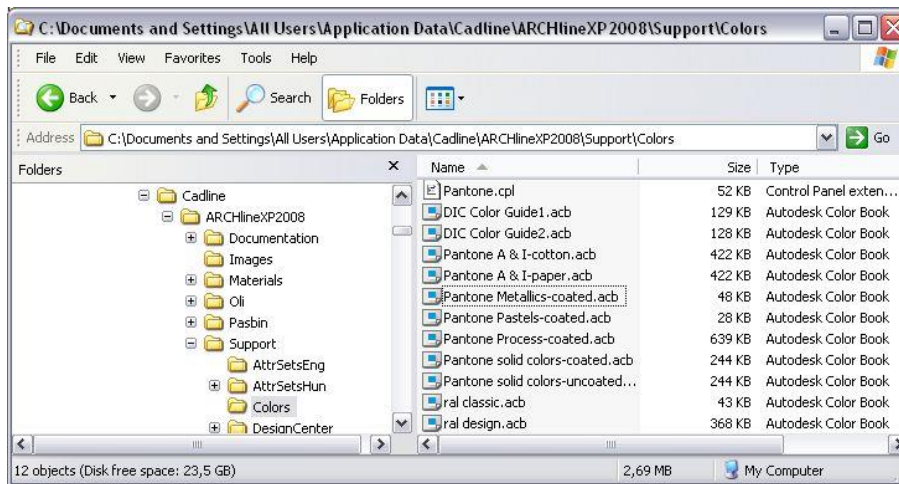 C:\Documents and Settings\All Users\Application Data\Cadline\ARCHlineXP2008\Support\Colors
File Edit View Favorites Tools Help
Back Search Folders
Address C:\Documents and Settings\All Users\Application Data\Cadline\ARCHlineXP2008\Support\Colors Go
Folders x Name Size Type
Cadline
ARCHlineXP2008
Documentation
Images
Materials
Oli
Pasbin
Support
AttrSetsEng
AttrSetsHun
Colors
DesignCenter
Pantone.cpl 52 KB Control Panel exten...
DIC Color Guide1.acb 129 KB Autodesk Color Book
DIC Color Guide2.acb 128 KB Autodesk Color Book
Pantone A & I-cotton.acb 422 KB Autodesk Color Book
Pantone A & I-paper.acb 422 KB Autodesk Color Book
Pantone Metallics-coated.acb 48 KB Autodesk Color Book
Pantone Pastels-coated.acb 28 KB Autodesk Color Book
Pantone Process-coated.acb 639 KB Autodesk Color Book
Pantone solid colors-coated.acb 244 KB Autodesk Color Book
Pantone solid colors-uncoated... 244 KB Autodesk Color Book
ral classic.acb 43 KB Autodesk Color Book
ral design.acb 368 KB Autodesk Color Book
12 objects (Disk free space: 23,5 GB) 2,69 MB My Computer